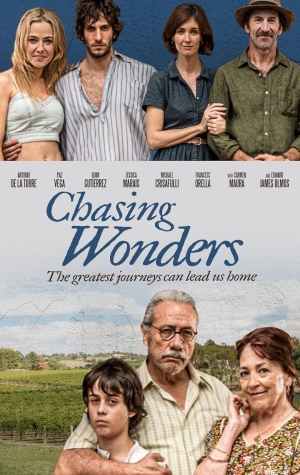 ANTONIO DE LA TORRE PAZ VEGA QUIM GUTIÉRREZ JESSICA MARAIS MICHAEL CRISAFULLI FRANCESC ORELLA WITH CARMEN MAURA AND EDWARD JAMES OLMOS
Chasing
Wonders
The greatest journeys can lead us home